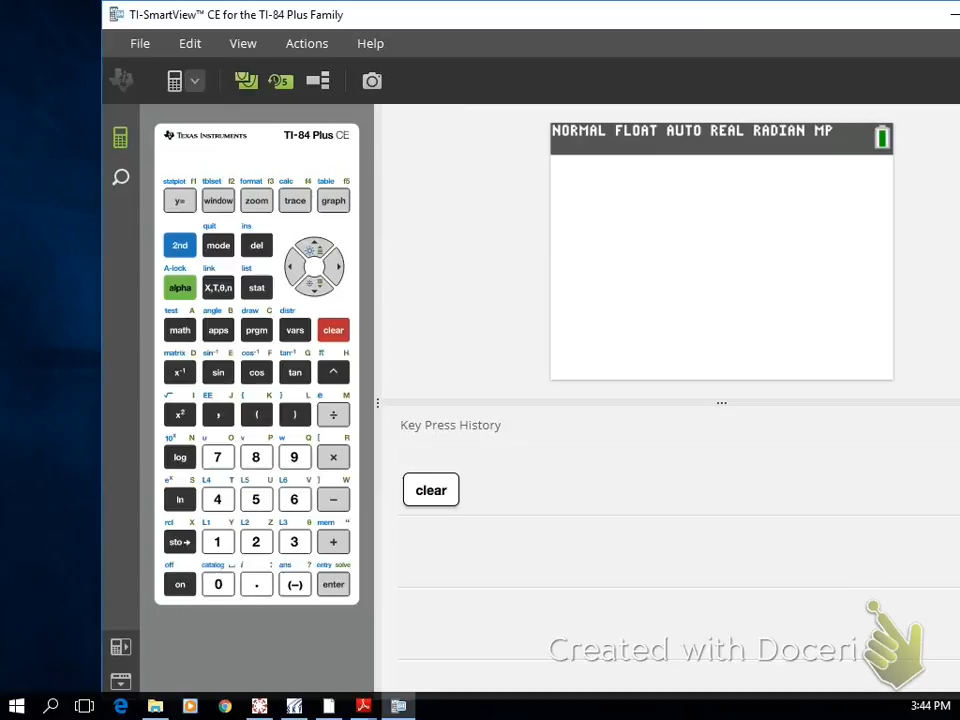 TI-SmartView™ CE for the TI-84 Plus Family
File Edit View Actions Help
TEXAS INSTRUMENTS TI-84 Plus CE
NORMAL FLOAT AUTO REAL RADIAN MP
statplot f1 tblset f2 format f3 calc f4 table f5
y= window zoom trace graph
quit ins
2nd mode del
A-lock link list
alpha X,T,θ,n stat
test A angle B draw C distr
math apps prgm vars clear
matrix D sin⁻¹ E cos⁻¹ F tan⁻¹ G π H
x⁻¹ sin cos tan ^
√ I EE J { K } L e M
x² , ( ) ÷
10ˣ N u O v P w Q [ R
log 7 8 9 ×
eˣ S L4 T L5 U L6 V ] W
ln 4 5 6 −
rcl X L1 Y L2 Z L3 θ mem "
sto→ 1 2 3 +
off catalog ⎵ i : ans ? entry solve
on 0 . (−) enter
Key Press History
clear
Created with Doceri
3:44 PM